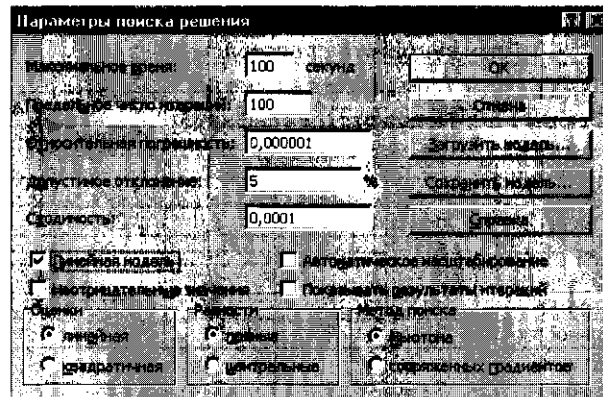 Параметры поиска решения
Максимальное время: 100 секунд
Предельное число итераций: 100
Относительная погрешность: 0,000001
Допустимое отклонение: 5 %
Сходимость: 0,0001
ОК
Отмена
Загрузить модель...
Сохранить модель...
Справка
Линейная модель
Автоматическое масштабирование
Неотрицательные значения
Показывать результаты итераций
Оценки
линейная
квадратичная
Разности
прямые
центральные
Метод поиска
Ньютона
сопряженных градиентов